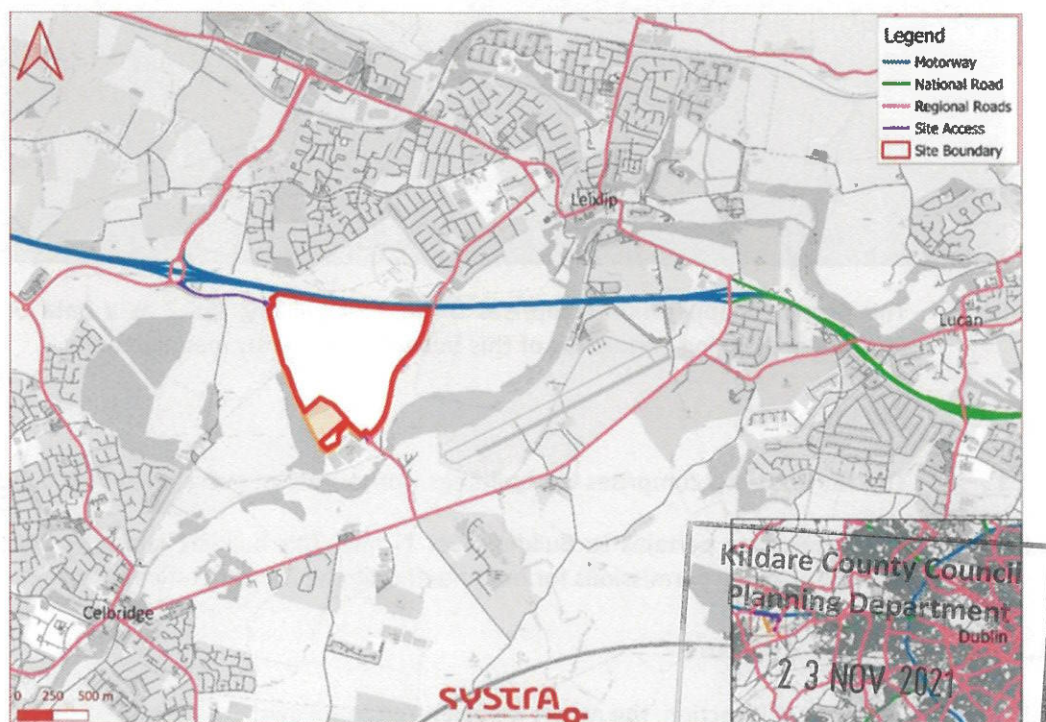 Legend
Motorway
National Road
Regional Roads
Site Access
Site Boundary
Leixlip
Lucan
Celbridge
0 250 500 m
SYSTRA
Kildare County Council
Planning Department
Dublin
23 NOV 2021